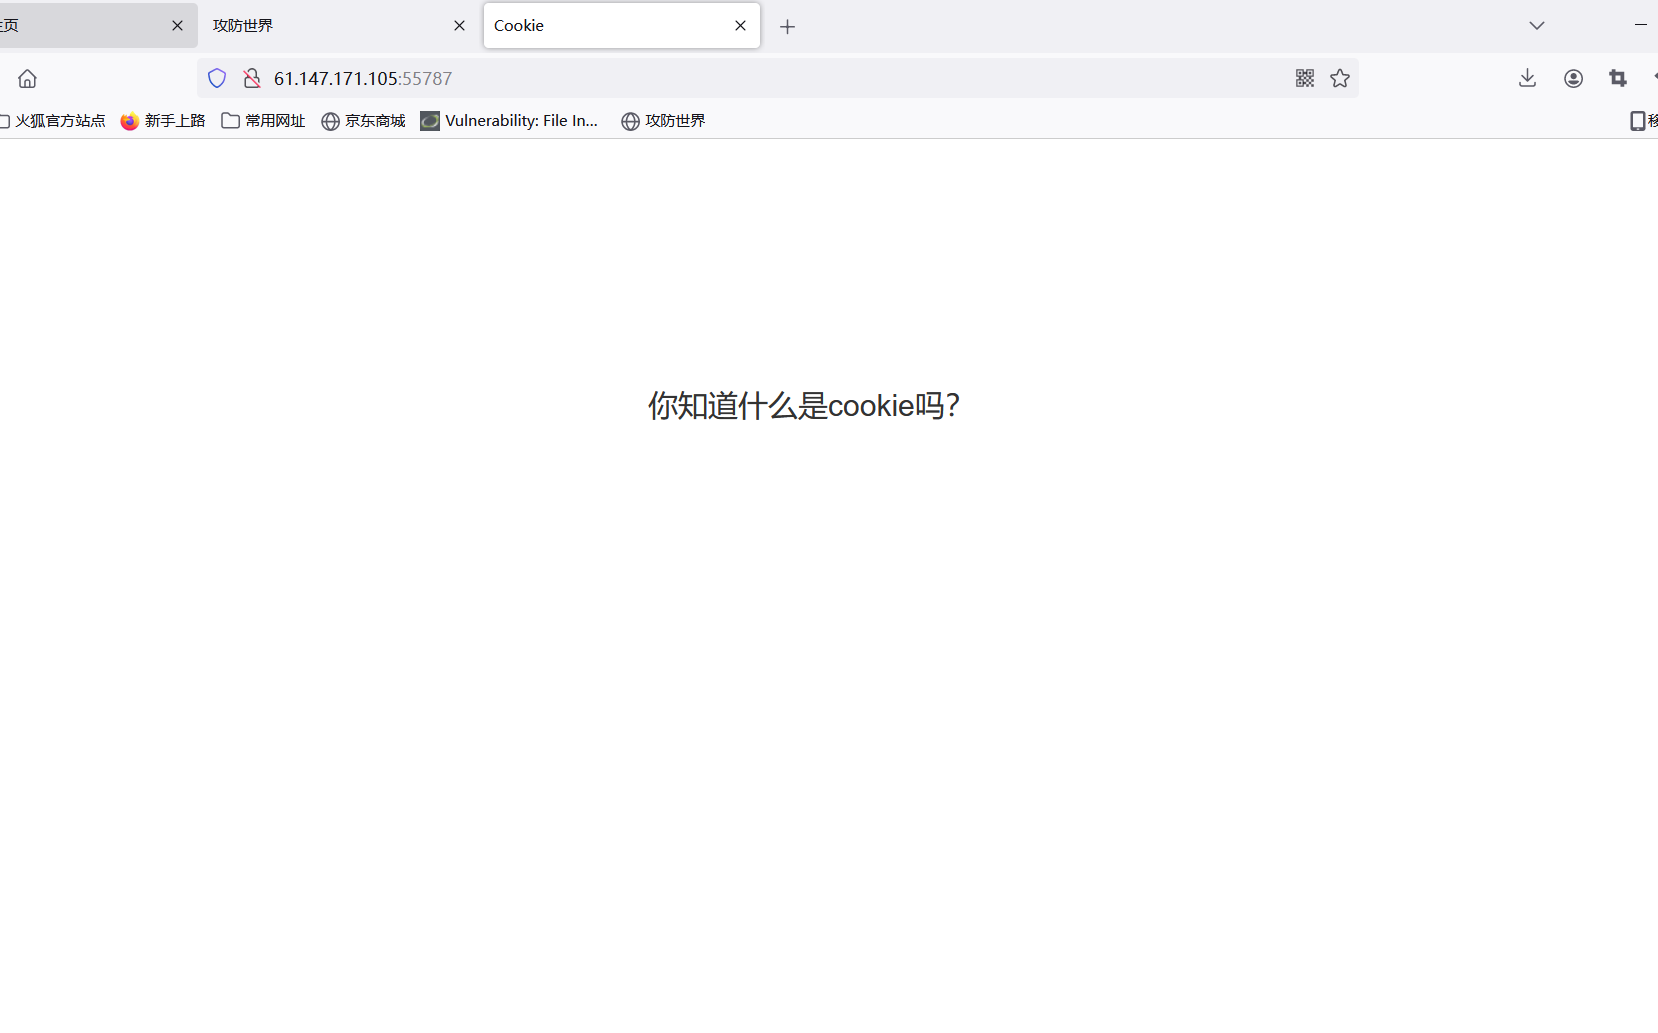 主页
攻防世界
Cookie
61.147.171.105:55787
火狐官方站点
新手上路
常用网址
京东商城
Vulnerability: File In...
攻防世界
移
你知道什么是cookie吗？